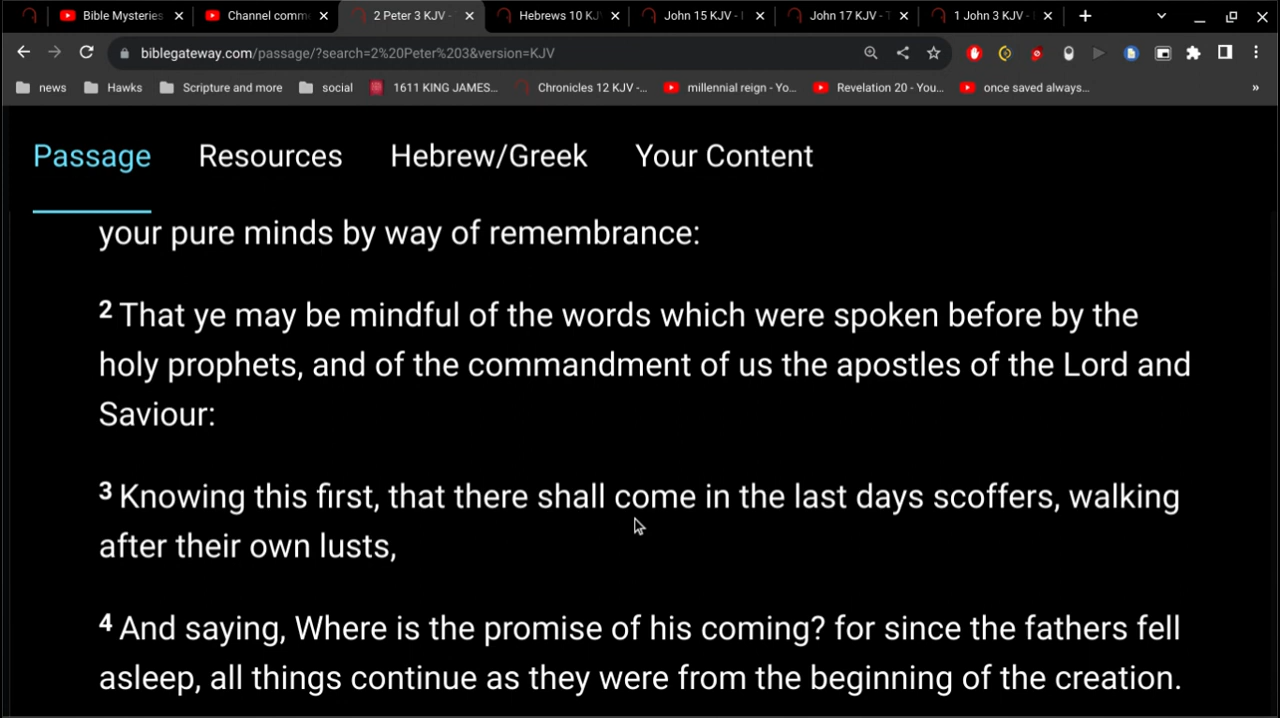 Bible Mysteries
Channel comm
2 Peter 3 KJV -
Hebrews 10 KJ
John 15 KJV -
John 17 KJV -
1 John 3 KJV -
biblegateway.com/passage/?search=2%20Peter%203&version=KJV
news
Hawks
Scripture and more
social
1611 KING JAMES...
Chronicles 12 KJV -...
millennial reign - Yo...
Revelation 20 - You...
once saved always...
»
Passage
Resources
Hebrew/Greek
Your Content
your pure minds by way of remembrance:
2 That ye may be mindful of the words which were spoken before by the
holy prophets, and of the commandment of us the apostles of the Lord and
Saviour:
3 Knowing this first, that there shall come in the last days scoffers, walking
after their own lusts,
4 And saying, Where is the promise of his coming? for since the fathers fell
asleep, all things continue as they were from the beginning of the creation.